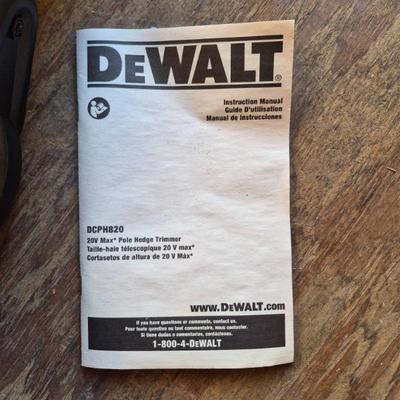 DEWALT®
Instruction Manual
Guide D'utilisation
Manual de instrucciones
DCPH820
20V Max* Pole Hedge Trimmer
Taille-haie télescopique 20 V max*
Cortasetos de altura de 20 V Máx*
www.DEWALT.com
If you have questions or comments, contact us.
Pour toute question ou tout commentaire, nous contacter.
Si tiene dudas o comentarios, contáctenos.
1-800-4-DEWALT